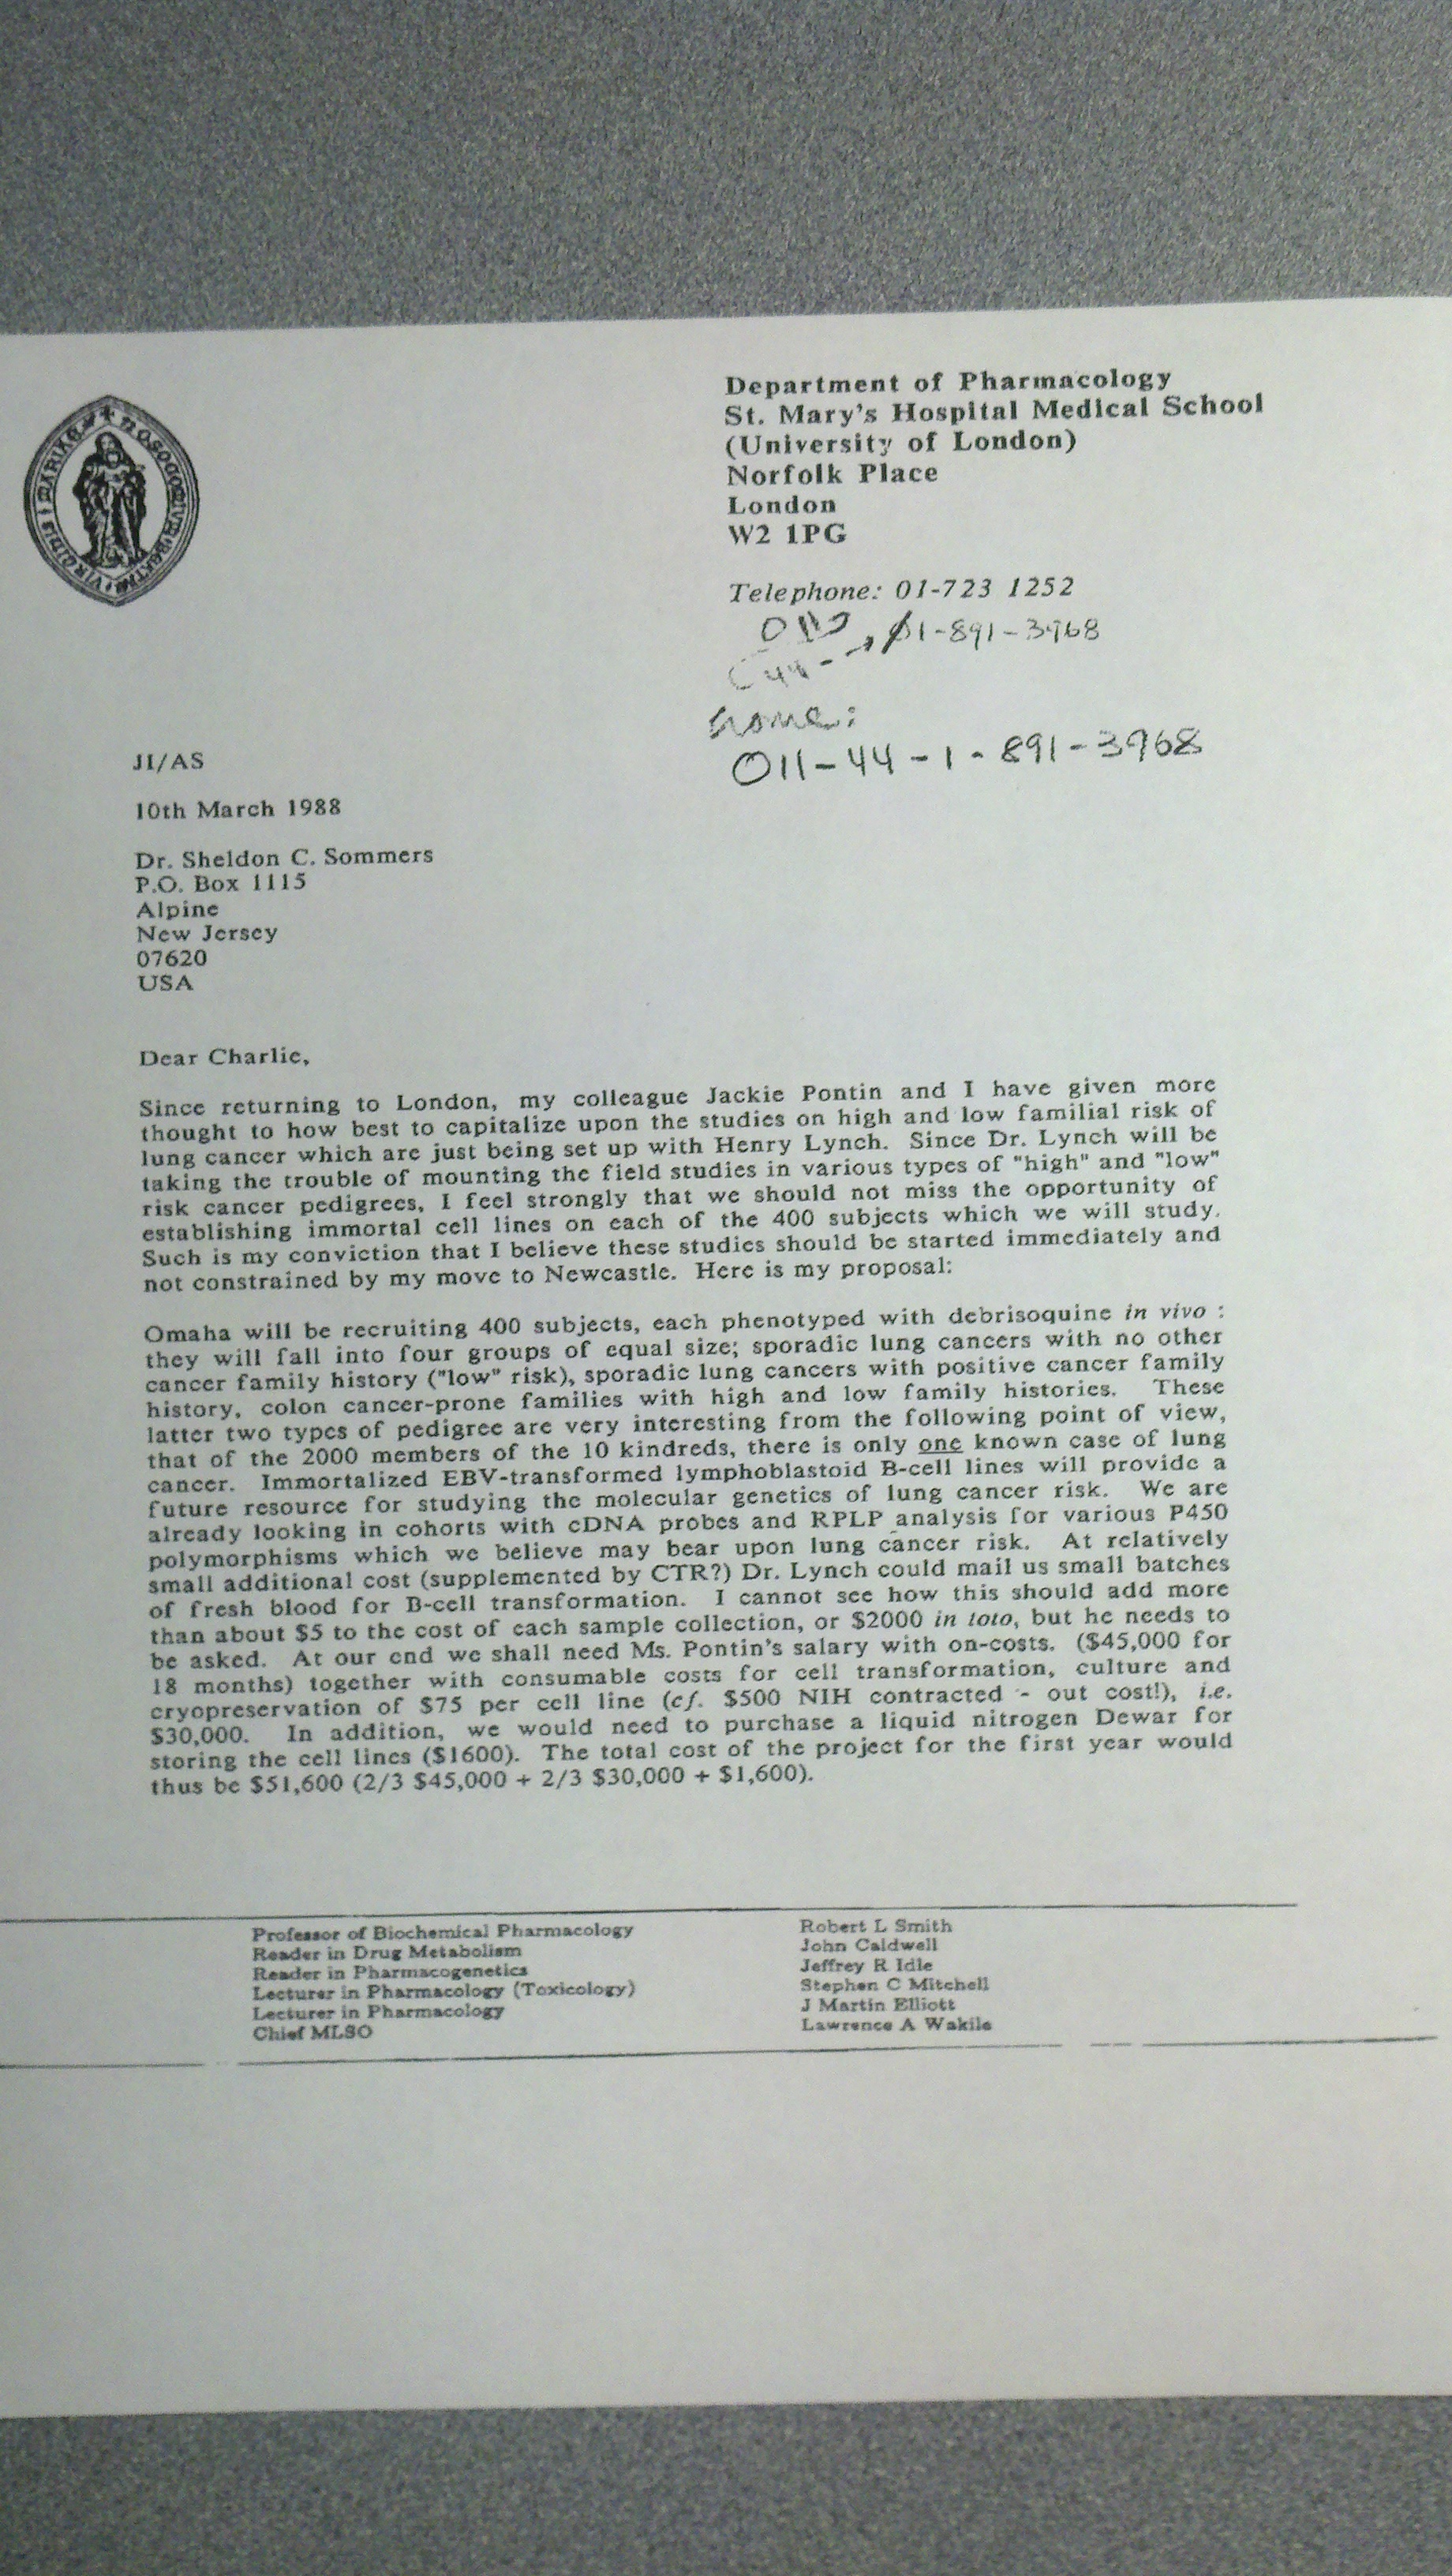 Department of Pharmacology
St. Mary's Hospital Medical School
(University of London)
Norfolk Place
London
W2 1PG
Telephone: 01-723 1252
01-891-3968
home:
011-44-1-891-3968
JI/AS
10th March 1988
Dr. Sheldon C. Sommers
P.O. Box 1115
Alpine
New Jersey
07620
USA
Dear Charlie,
Since returning to London, my colleague Jackie Pontin and I have given more
thought to how best to capitalize upon the studies on high and low familial risk of
lung cancer which are just being set up with Henry Lynch. Since Dr. Lynch will be
taking the trouble of mounting the field studies in various types of "high" and "low"
risk cancer pedigrees, I feel strongly that we should not miss the opportunity of
establishing immortal cell lines on each of the 400 subjects which we will study.
Such is my conviction that I believe these studies should be started immediately and
not constrained by my move to Newcastle. Here is my proposal:
Omaha will be recruiting 400 subjects, each phenotyped with debrisoquine in vivo :
they will fall into four groups of equal size; sporadic lung cancers with no other
cancer family history ("low" risk), sporadic lung cancers with positive cancer family
history, colon cancer-prone families with high and low family histories. These
latter two types of pedigree are very interesting from the following point of view,
that of the 2000 members of the 10 kindreds, there is only one known case of lung
cancer. Immortalized EBV-transformed lymphoblastoid B-cell lines will provide a
future resource for studying the molecular genetics of lung cancer risk. We are
already looking in cohorts with cDNA probes and RPLP analysis for various P450
polymorphisms which we believe may bear upon lung cancer risk. At relatively
small additional cost (supplemented by CTR?) Dr. Lynch could mail us small batches
of fresh blood for B-cell transformation. I cannot see how this should add more
than about $5 to the cost of each sample collection, or $2000 in toto, but he needs to
be asked. At our end we shall need Ms. Pontin's salary with on-costs. ($45,000 for
18 months) together with consumable costs for cell transformation, culture and
cryopreservation of $75 per cell line (cf. $500 NIH contracted - out cost!), i.e.
$30,000. In addition, we would need to purchase a liquid nitrogen Dewar for
storing the cell lines ($1600). The total cost of the project for the first year would
thus be $51,600 (2/3 $45,000 + 2/3 $30,000 + $1,600).
Professor of Biochemical Pharmacology Robert L Smith
Reader in Drug Metabolism John Caldwell
Reader in Pharmacogenetics Jeffrey R Idle
Lecturer in Pharmacology (Toxicology) Stephen C Mitchell
Lecturer in Pharmacology J Martin Elliott
Chief MLSO Lawrence A Wakile